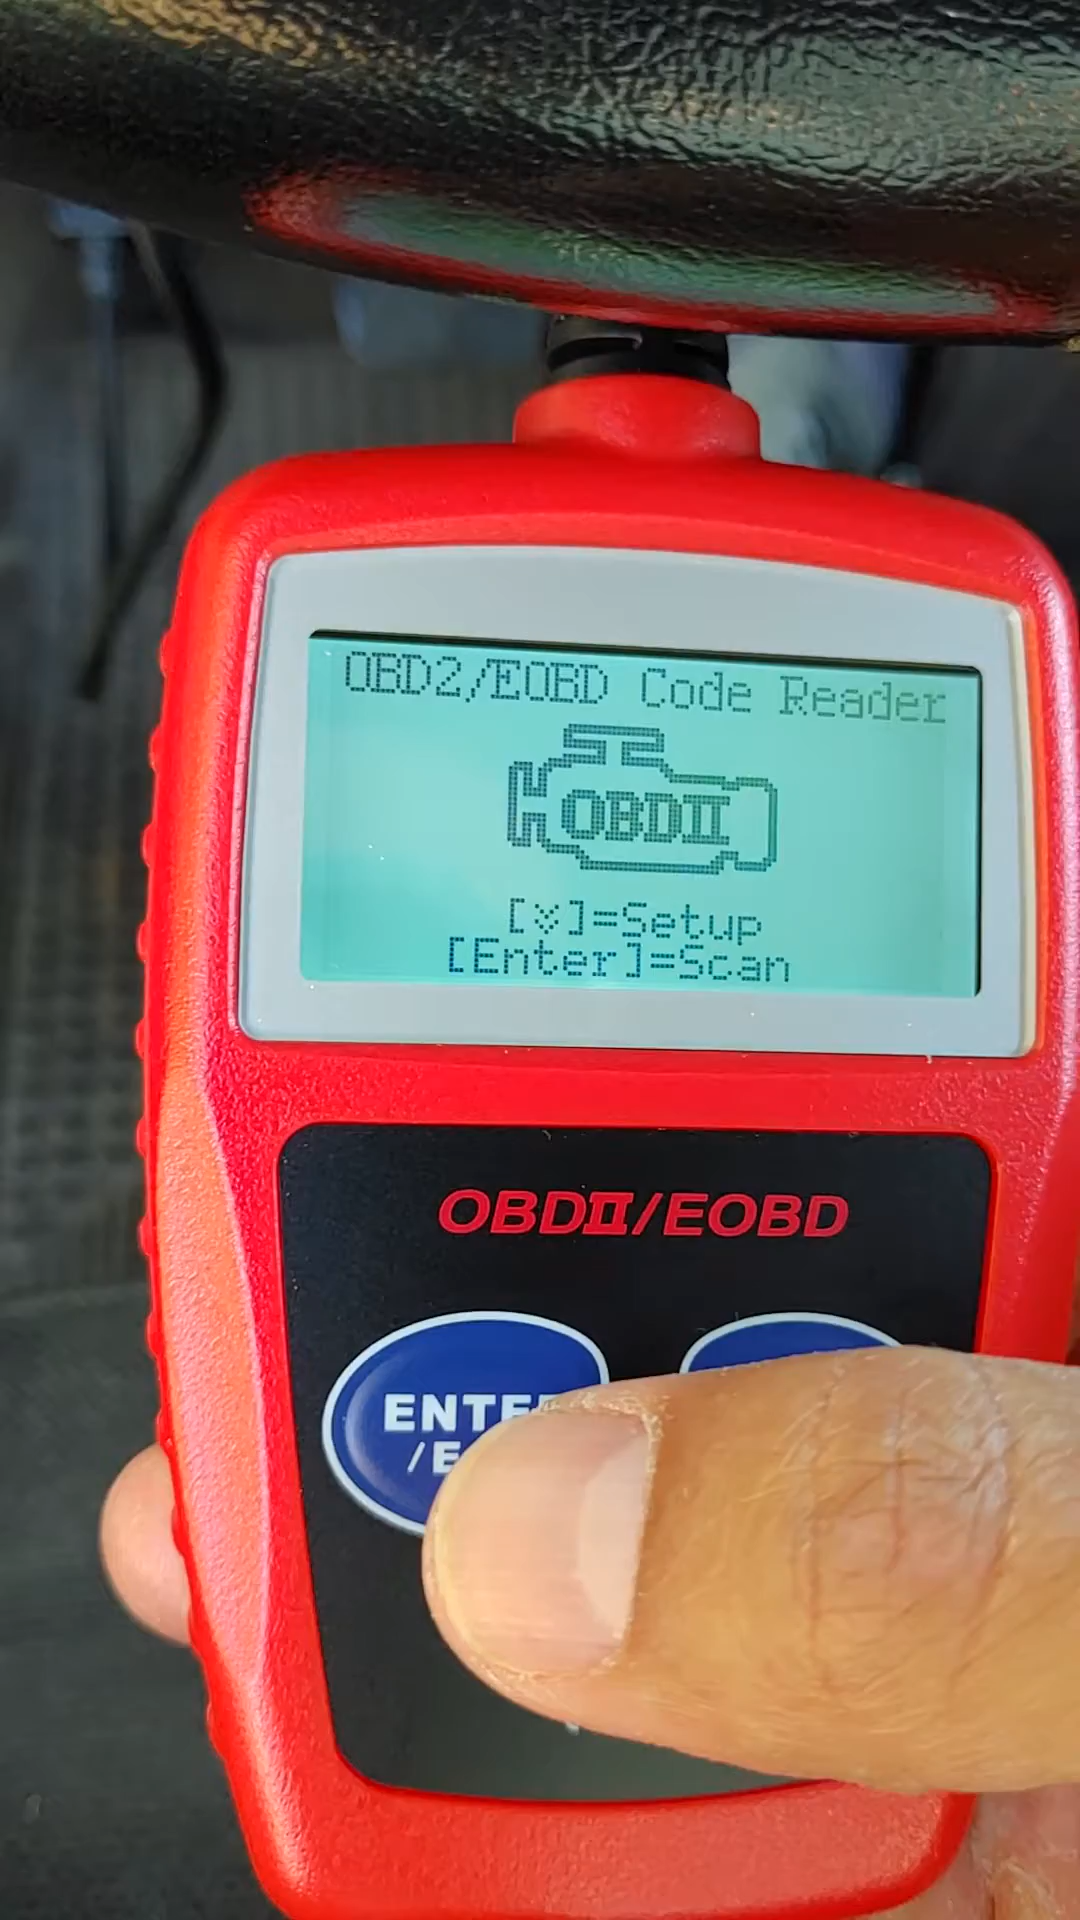 OBD2/EOBD Code Reader
OBDII
[v]=Setup
[Enter]=Scan
OBDII/EOBD